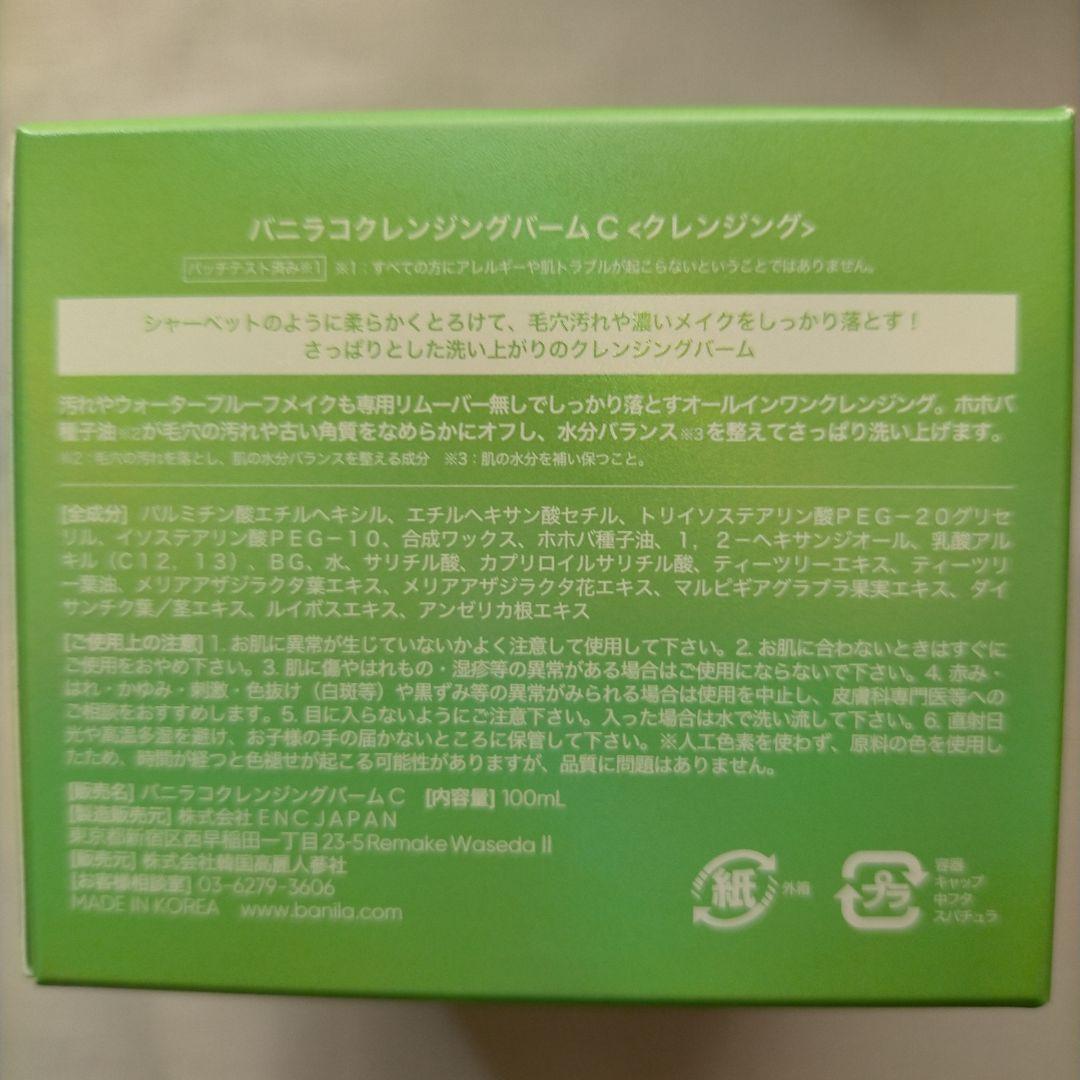 バニラコクレンジングバームC <クレンジング>
パッチテスト済み※1 ※1：すべての方にアレルギーや肌トラブルが起こらないということではありません。
シャーベットのように柔らかくとろけて、毛穴汚れや濃いメイクをしっかり落とす！
さっぱりとした洗い上がりのクレンジングバーム
汚れやウォータープルーフメイクも専用リムーバー無しでしっかり落とすオールインワンクレンジング。ホホバ
種子油※2が毛穴の汚れや古い角質をなめらかにオフし、水分バランス※3を整えてさっぱり洗い上げます。
※2：毛穴の汚れを落とし、肌の水分バランスを整える成分 ※3：肌の水分を補い保つこと。
[全成分] パルミチン酸エチルヘキシル、エチルヘキサン酸セチル、トリイソステアリン酸ＰＥＧ－２０グリセ
リル、イソステアリン酸ＰＥＧ－１０、合成ワックス、ホホバ種子油、１，２－ヘキサンジオール、乳酸アル
キル（Ｃ１２，１３）、ＢＧ、水、サリチル酸、カプリロイルサリチル酸、ティーツリーエキス、ティーツリ
ー葉油、メリアアザジラクタ葉エキス、メリアアザジラクタ花エキス、マルピギアグラブラ果実エキス、ダイ
サンチク葉／茎エキス、ルイボスエキス、アンゼリカ根エキス
[ご使用上の注意] 1. お肌に異常が生じていないかよく注意して使用して下さい。2. お肌に合わないときはすぐに
ご使用をおやめ下さい。3. 肌に傷やはれもの・湿疹等の異常がある場合はご使用にならないで下さい。4. 赤み・
はれ・かゆみ・刺激・色抜け（白斑等）や黒ずみ等の異常がみられる場合は使用を中止し、皮膚科専門医等への
ご相談をおすすめします。5. 目に入らないようにご注意下さい。入った場合は水で洗い流して下さい。6. 直射日
光や高温多湿を避け、お子様の手の届かないところに保管して下さい。※人工色素を使わず、原料の色を使用し
たため、時間が経つと色褪せが起こる可能性がありますが、品質に問題はありません。
[販売名] バニラコクレンジングバームC [内容量] 100mL
[製造販売元] 株式会社ENC JAPAN
東京都新宿区西早稲田一丁目23-5 Remake Waseda II
[販売元] 株式会社韓国高麗人蔘社
[お客様相談室] 03-6279-3606
MADE IN KOREA www.banila.com
紙 外箱
プラ 容器
キャップ
中フタ
スパチュラ